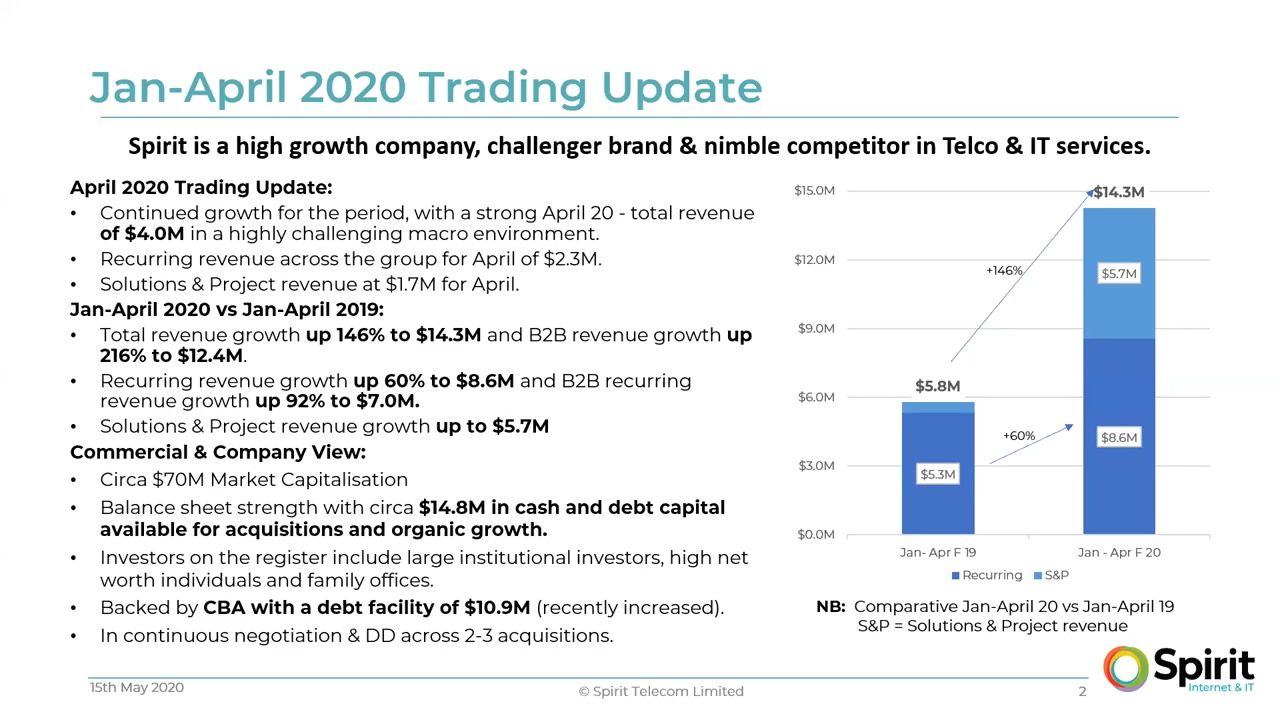 Jan-April 2020 Trading Update
Spirit is a high growth company, challenger brand & nimble competitor in Telco & IT services.
April 2020 Trading Update:
• Continued growth for the period, with a strong April 20 - total revenue
of $4.0M in a highly challenging macro environment.
• Recurring revenue across the group for April of $2.3M.
• Solutions & Project revenue at $1.7M for April.
Jan-April 2020 vs Jan-April 2019:
• Total revenue growth up 146% to $14.3M and B2B revenue growth up
216% to $12.4M.
• Recurring revenue growth up 60% to $8.6M and B2B recurring
revenue growth up 92% to $7.0M.
• Solutions & Project revenue growth up to $5.7M
Commercial & Company View:
• Circa $70M Market Capitalisation
• Balance sheet strength with circa $14.8M in cash and debt capital
available for acquisitions and organic growth.
• Investors on the register include large institutional investors, high net
worth individuals and family offices.
• Backed by CBA with a debt facility of $10.9M (recently increased).
• In continuous negotiation & DD across 2-3 acquisitions.
$15.0M
$14.3M
$12.0M
+146%
$5.7M
$9.0M
$5.8M
$6.0M
+60%
$8.6M
$3.0M
$5.3M
$0.0M
Jan- Apr F 19
Jan - Apr F 20
Recurring
S&P
NB: Comparative Jan-April 20 vs Jan-April 19
S&P = Solutions & Project revenue
15th May 2020
© Spirit Telecom Limited
2
Spirit
Internet & IT